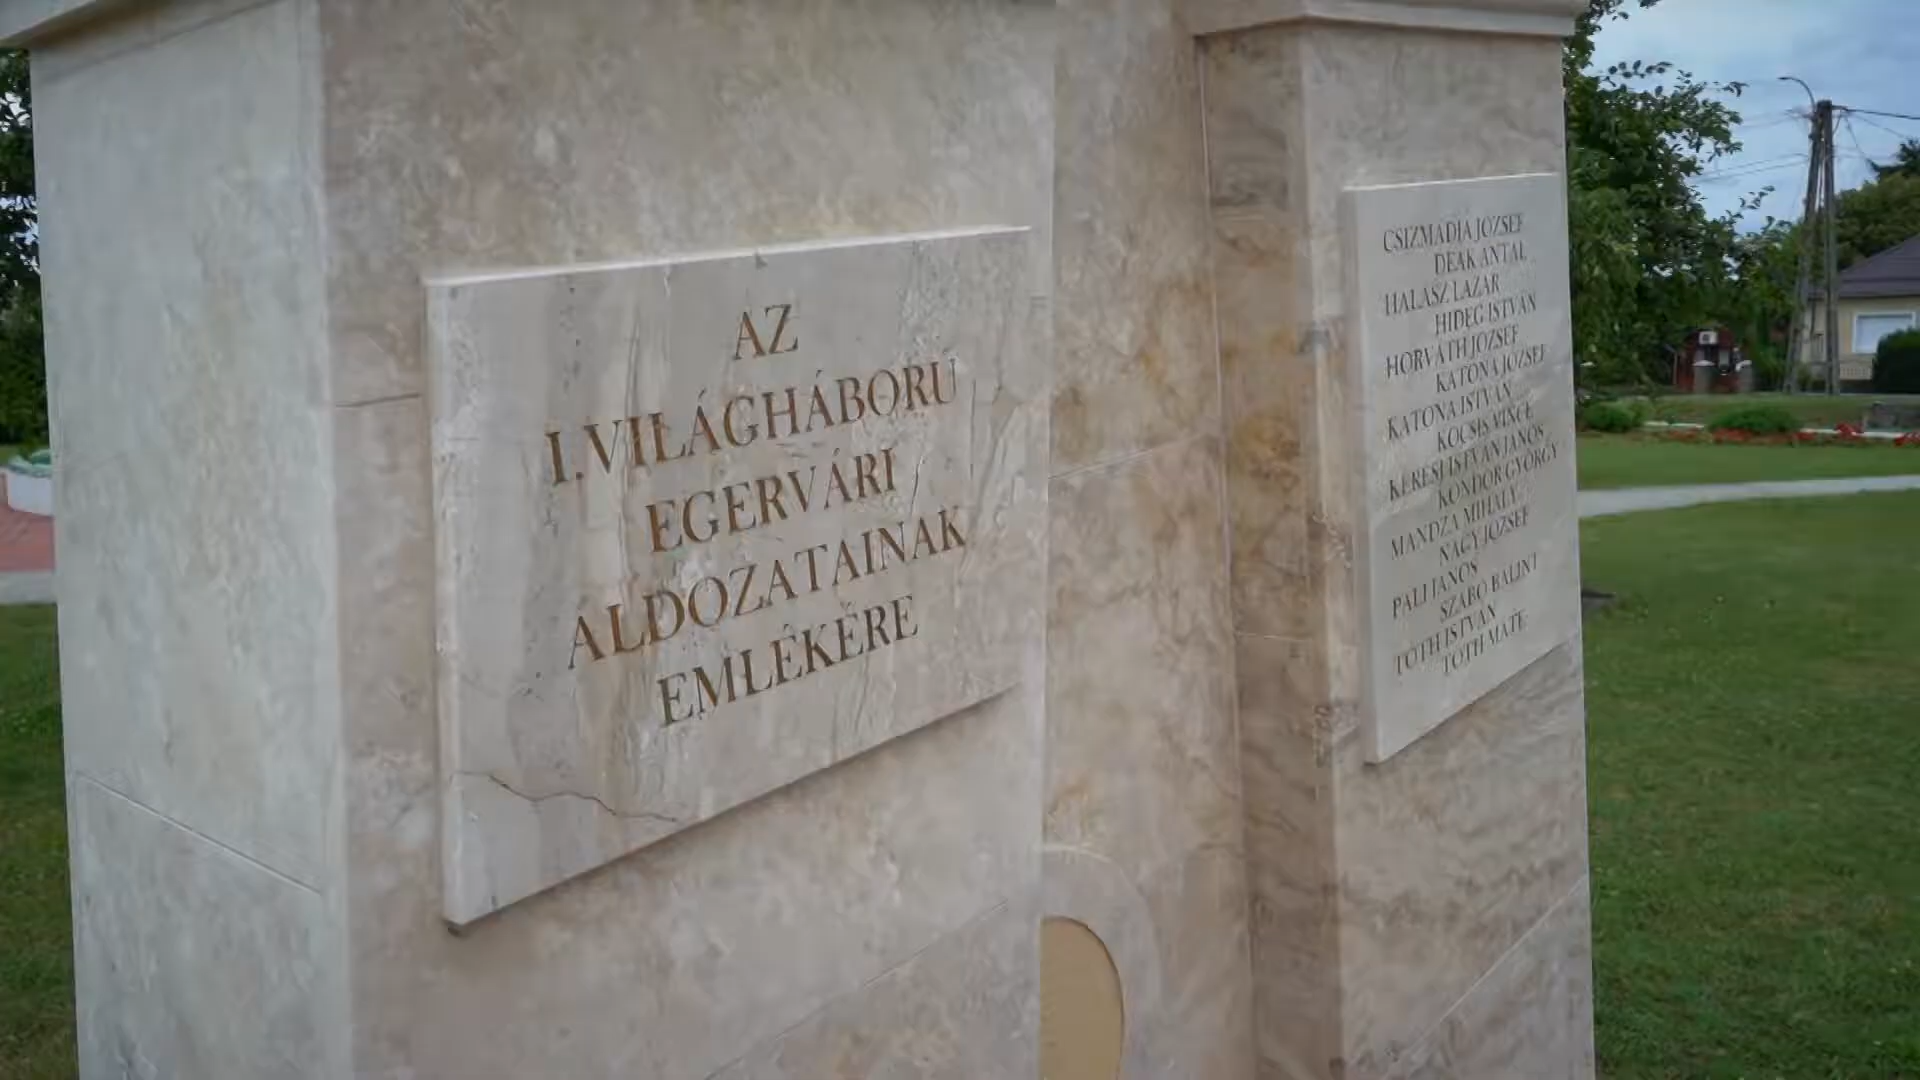 AZ
I. VILÁGHÁBORÚ
EGERVÁRI
ÁLDOZATAINAK
EMLÉKÉRE
CSIZMADIA JÓZSEF
DEÁK ANTAL
HALÁSZ LÁZÁR
HIDEG ISTVÁN
HORVÁTH JÓZSEF
KATONA JÓZSEF
KATONA ISTVÁN
KOCSIS VINCE
KERESI ISTVÁN JÁNOS
KONDOR GYÖRGY
MANDZA MIHÁLY
NAGY JÓZSEF
PALI JÁNOS
SZABÓ BÁLINT
TÓTH ISTVÁN
TÓTH MÁTÉ